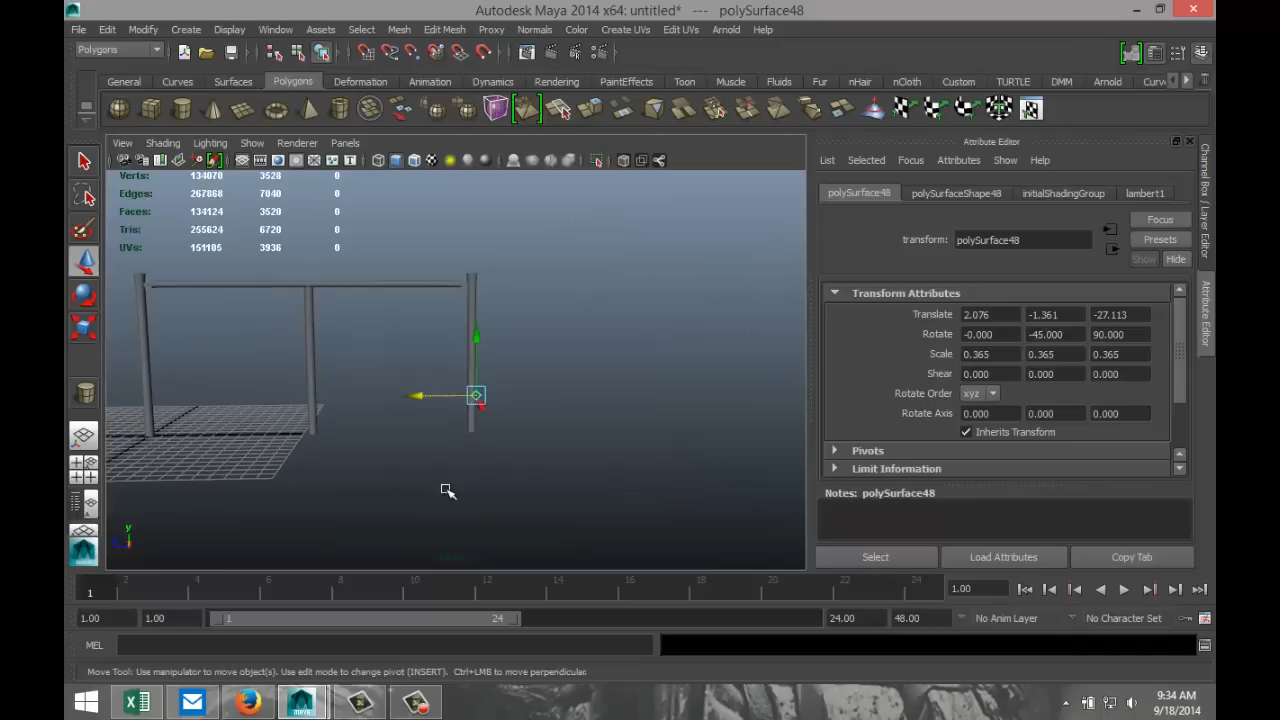 Autodesk Maya 2014 x64: untitled* --- polySurface48
File Edit Modify Create Display Window Assets Select Mesh Edit Mesh Proxy Normals Color Create UVs Edit UVs Arnold Help
Polygons
General Curves Surfaces Polygons Deformation Animation Dynamics Rendering PaintEffects Toon Muscle Fluids Fur nHair nCloth Custom TURTLE DMM Arnold Curv
View Shading Lighting Show Renderer Panels
Verts: 134070 3528 0
Edges: 267868 7040 0
Faces: 134124 3520 0
Tris: 255624 6720 0
UVs: 151105 3936 0
y
Attribute Editor
List Selected Focus Attributes Show Help
polySurface48 polySurfaceShape48 initialShadingGroup lambert1
Focus
transform: polySurface48
Presets
Show Hide
Transform Attributes
Translate 2.076 -1.361 -27.113
Rotate -0.000 -45.000 90.000
Scale 0.365 0.365 0.365
Shear 0.000 0.000 0.000
Rotate Order xyz
Rotate Axis 0.000 0.000 0.000
Inherits Transform
Pivots
Limit Information
Notes: polySurface48
Select Load Attributes Copy Tab
Channel Box / Layer Editor
Attribute Editor
2 4 6 8 10 12 14 16 18 20 22 24
1 1.00
1.00 1.00 1 24 24.00 48.00 No Anim Layer No Character Set
MEL
Move Tool: Use manipulator to move object(s). Use edit mode to change pivot (INSERT). Ctrl+LMB to move perpendicular.
9:34 AM
9/18/2014